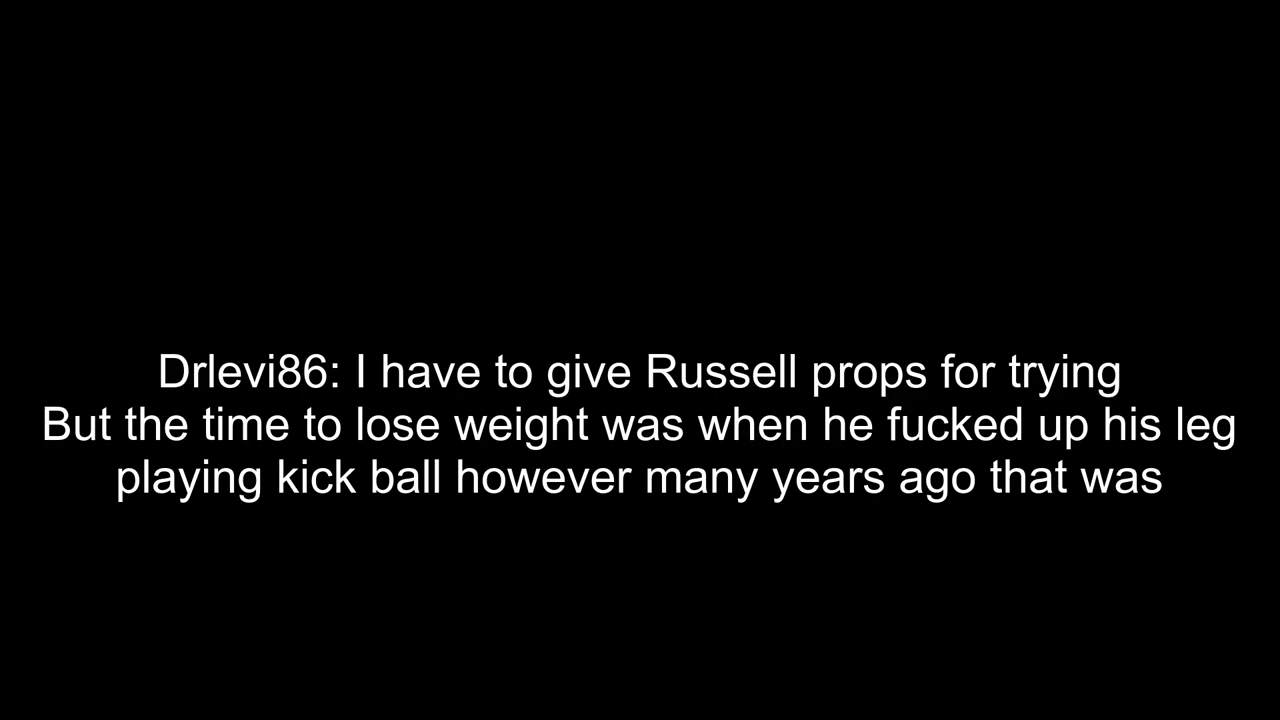 Drlevi86: I have to give Russell props for trying
But the time to lose weight was when he fucked up his leg
playing kick ball however many years ago that was